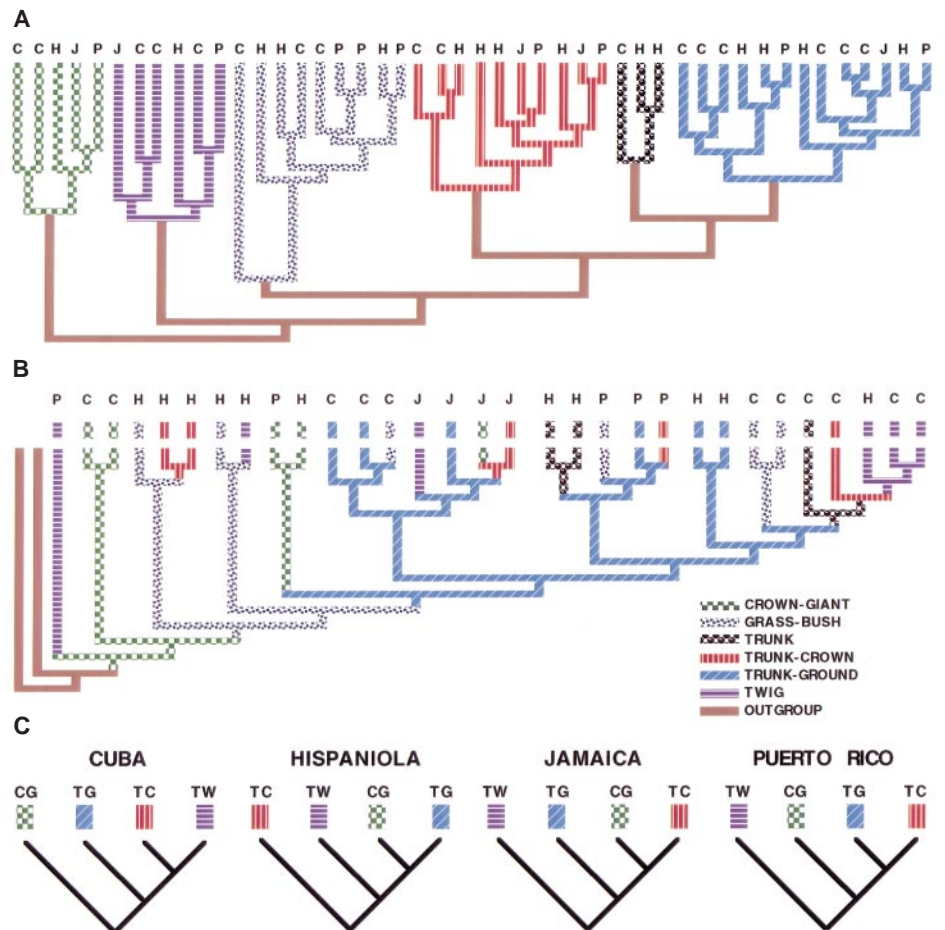 A
C C H J P J C C H C P C H H C C P P H P C C H H H J P H J P C H H C C C H H P H C C C J H P
B
P C C H H H H H P H C C C J J J J H H P P P H H C C C C H C C
CROWN-GIANT
GRASS-BUSH
TRUNK
TRUNK-CROWN
TRUNK-GROUND
TWIG
OUTGROUP
C
CUBA HISPANIOLA JAMAICA PUERTO RICO
CG TG TC TW TC TW CG TG TW TG CG TC TW CG TG TC